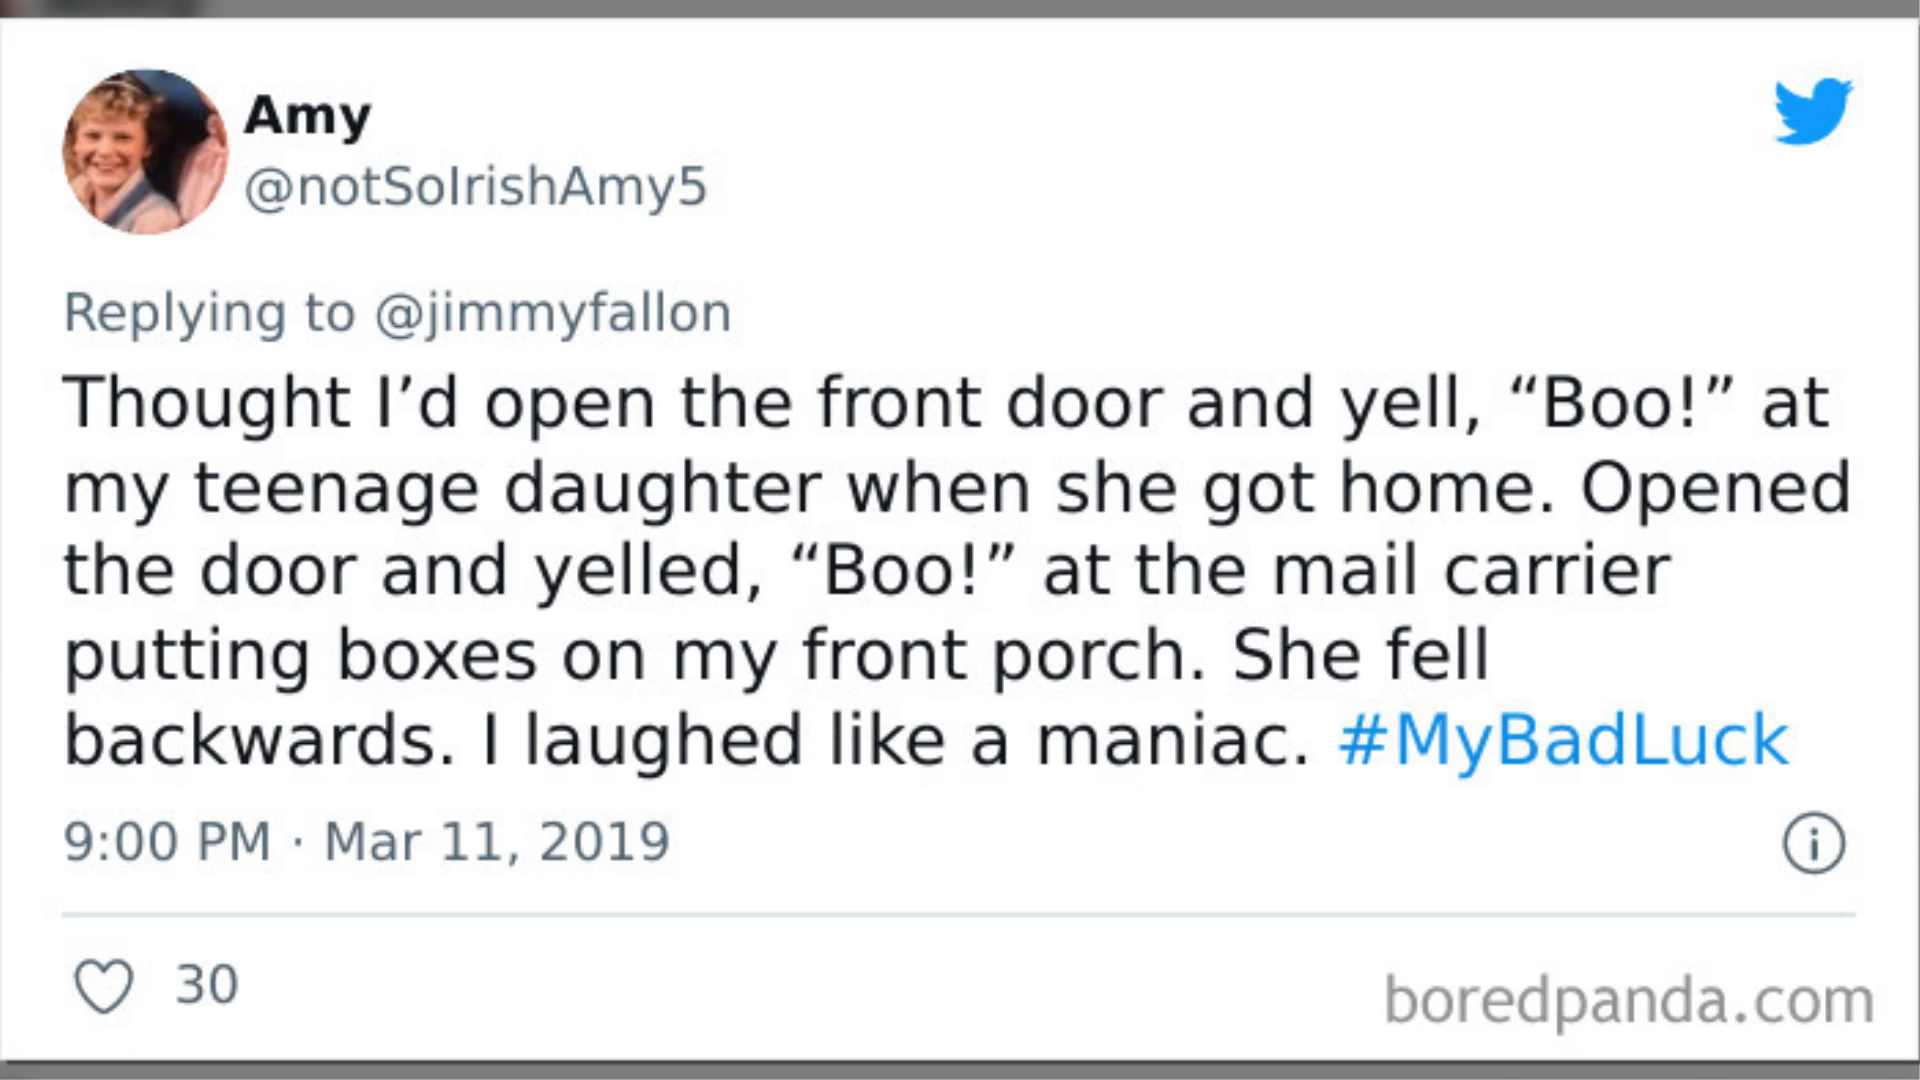 Amy
@notSoIrishAmy5
Replying to @jimmyfallon
Thought I’d open the front door and yell, “Boo!” at
my teenage daughter when she got home. Opened
the door and yelled, “Boo!” at the mail carrier
putting boxes on my front porch. She fell
backwards. I laughed like a maniac. #MyBadLuck
9:00 PM · Mar 11, 2019
30
boredpanda.com